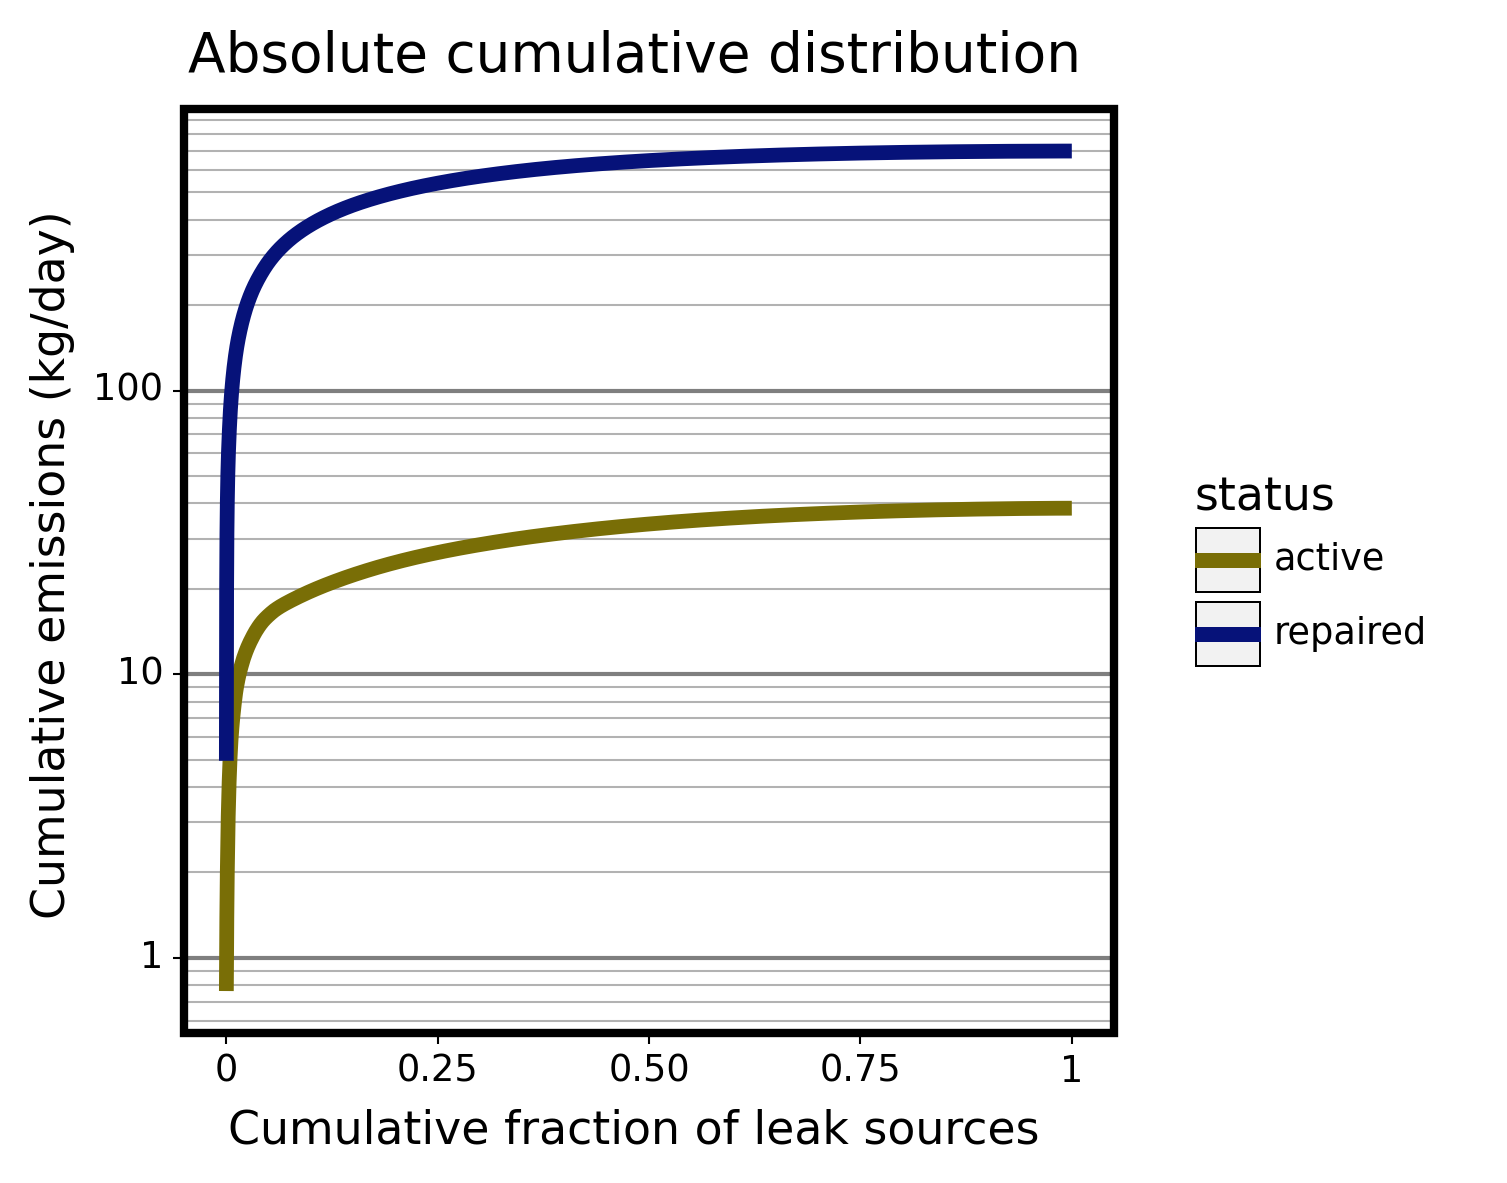 Absolute cumulative distribution
Cumulative emissions (kg/day)
100
10
1
0 0.25 0.50 0.75 1
Cumulative fraction of leak sources
status
active
repaired